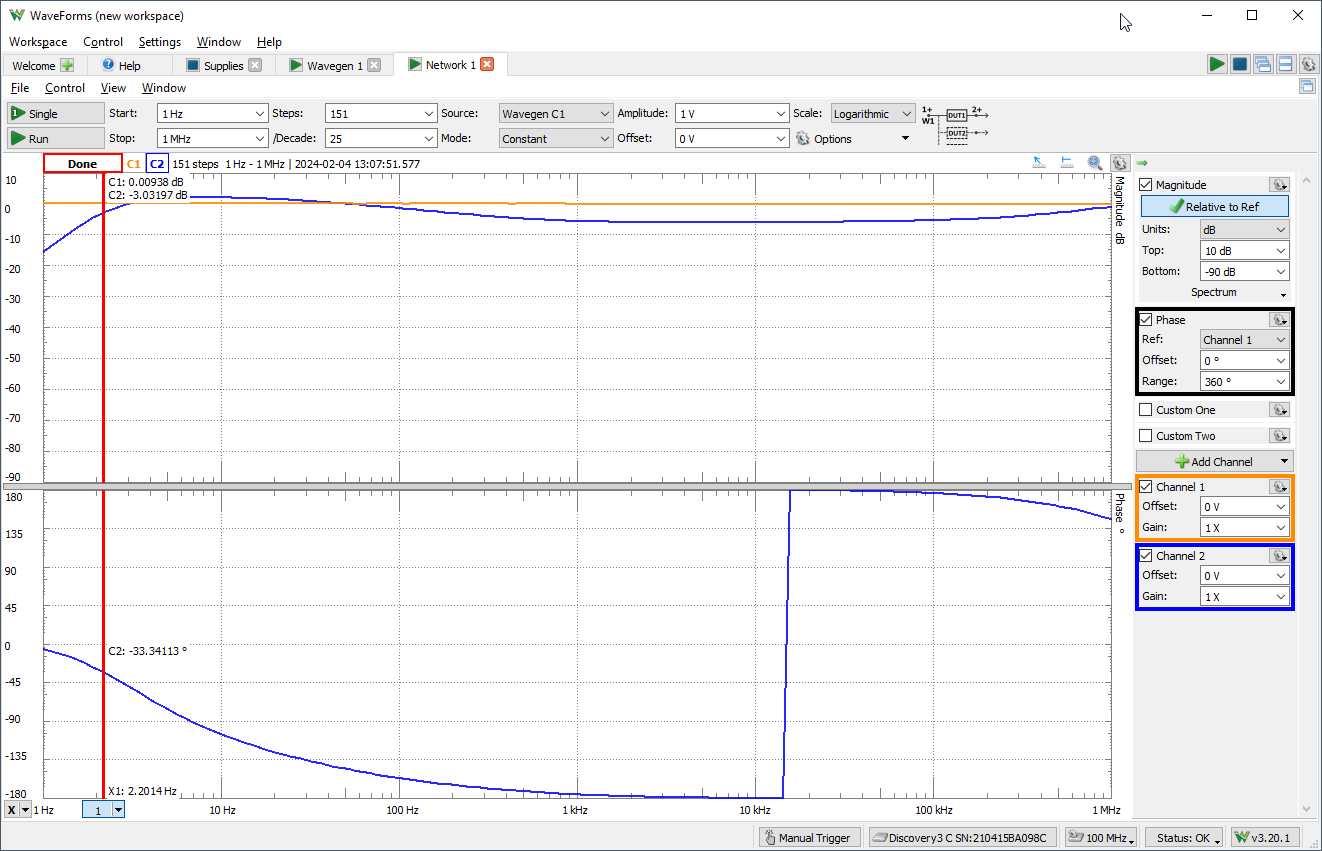 WaveForms (new workspace)
Workspace Control Settings Window Help
Welcome Help Supplies Wavegen 1 Network 1
File Control View Window
Single Start: 1 Hz Steps: 151 Source: Wavegen C1 Amplitude: 1 V Scale: Logarithmic 1+ W1 DUT1 2+
Run Stop: 1 MHz /Decade: 25 Mode: Constant Offset: 0 V Options DUT2
Done C1 C2 151 steps 1 Hz - 1 MHz | 2024-02-04 13:07:51.577
C1: 0.00938 dB
C2: -3.03197 dB
10
0
-10
-20
-30
-40
-50
-60
-70
-80
-90
Magnitude dB
180
135
90
45
0
-45
-90
-135
-180
Phase °
C2: -33.34113 °
X1: 2.2014 Hz
X 1 Hz 1 10 Hz 100 Hz 1 kHz 10 kHz 100 kHz 1 MHz
Magnitude
Relative to Ref
Units: dB
Top: 10 dB
Bottom: -90 dB
Spectrum
Phase
Ref: Channel 1
Offset: 0 °
Range: 360 °
Custom One
Custom Two
Add Channel
Channel 1
Offset: 0 V
Gain: 1 X
Channel 2
Offset: 0 V
Gain: 1 X
Manual Trigger Discovery3 C SN:210415BA098C 100 MHz Status: OK v3.20.1